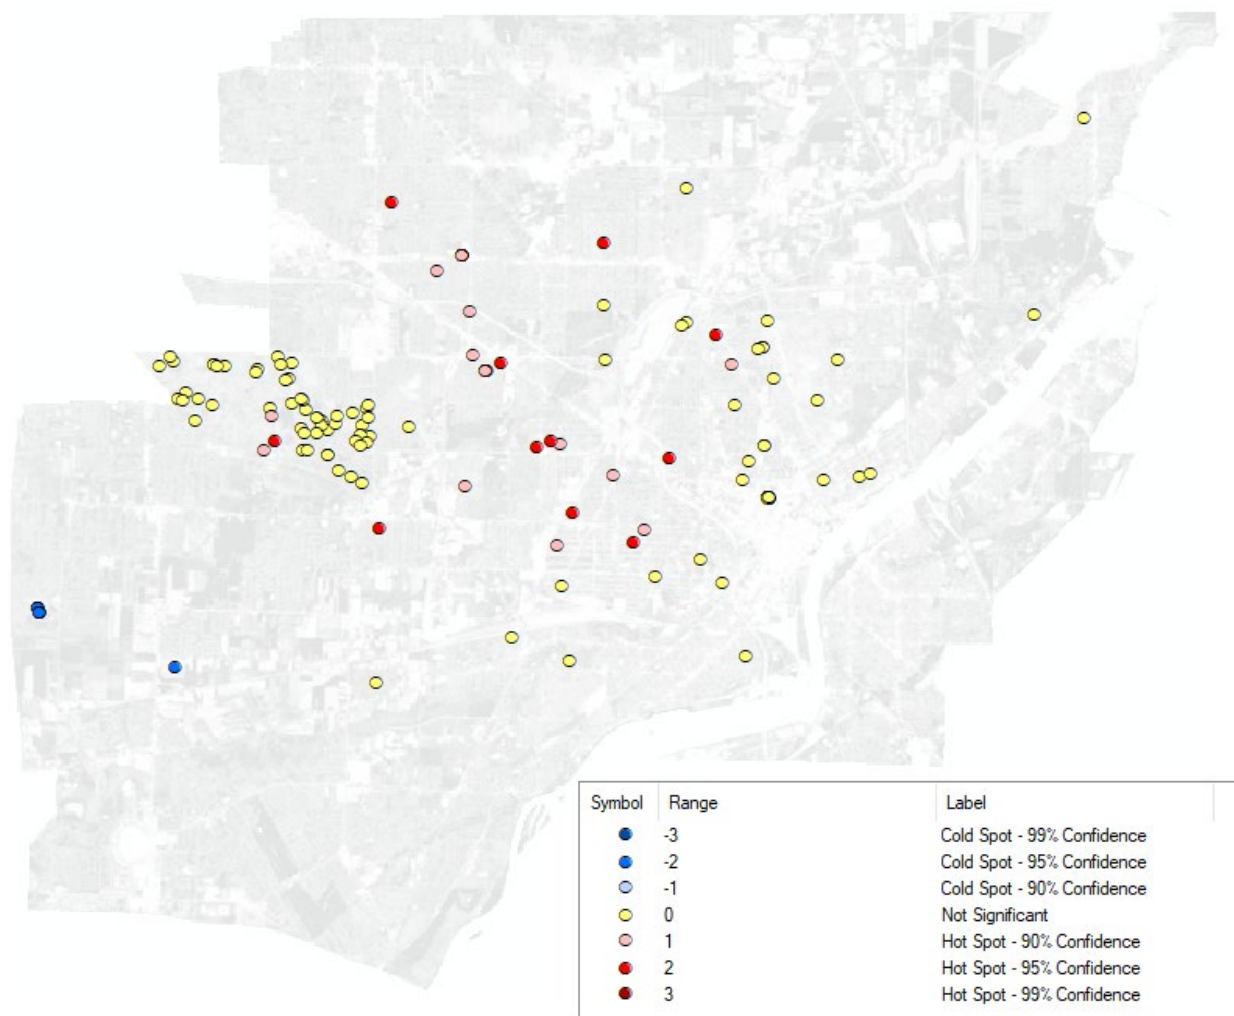 Symbol Range Label
-3 Cold Spot - 99% Confidence
-2 Cold Spot - 95% Confidence
-1 Cold Spot - 90% Confidence
0 Not Significant
1 Hot Spot - 90% Confidence
2 Hot Spot - 95% Confidence
3 Hot Spot - 99% Confidence